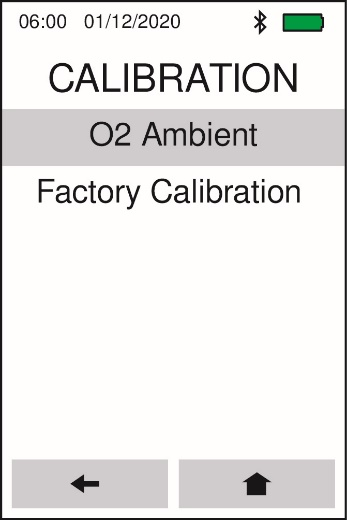 06:00 01/12/2020
CALIBRATION
O2 Ambient
Factory Calibration